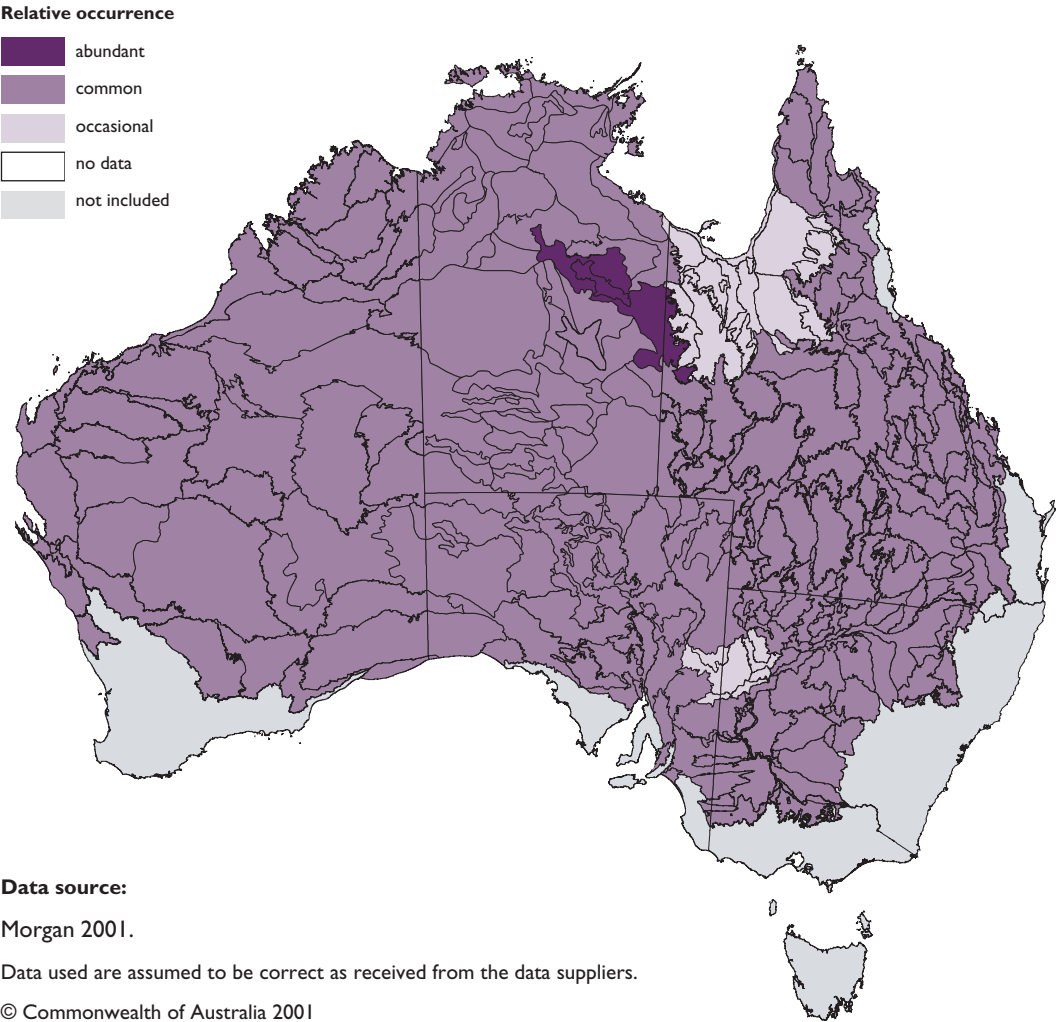 Relative occurrence
abundant
common
occasional
no data
not included
Data source:
Morgan 2001.
Data used are assumed to be correct as received from the data suppliers.
© Commonwealth of Australia 2001